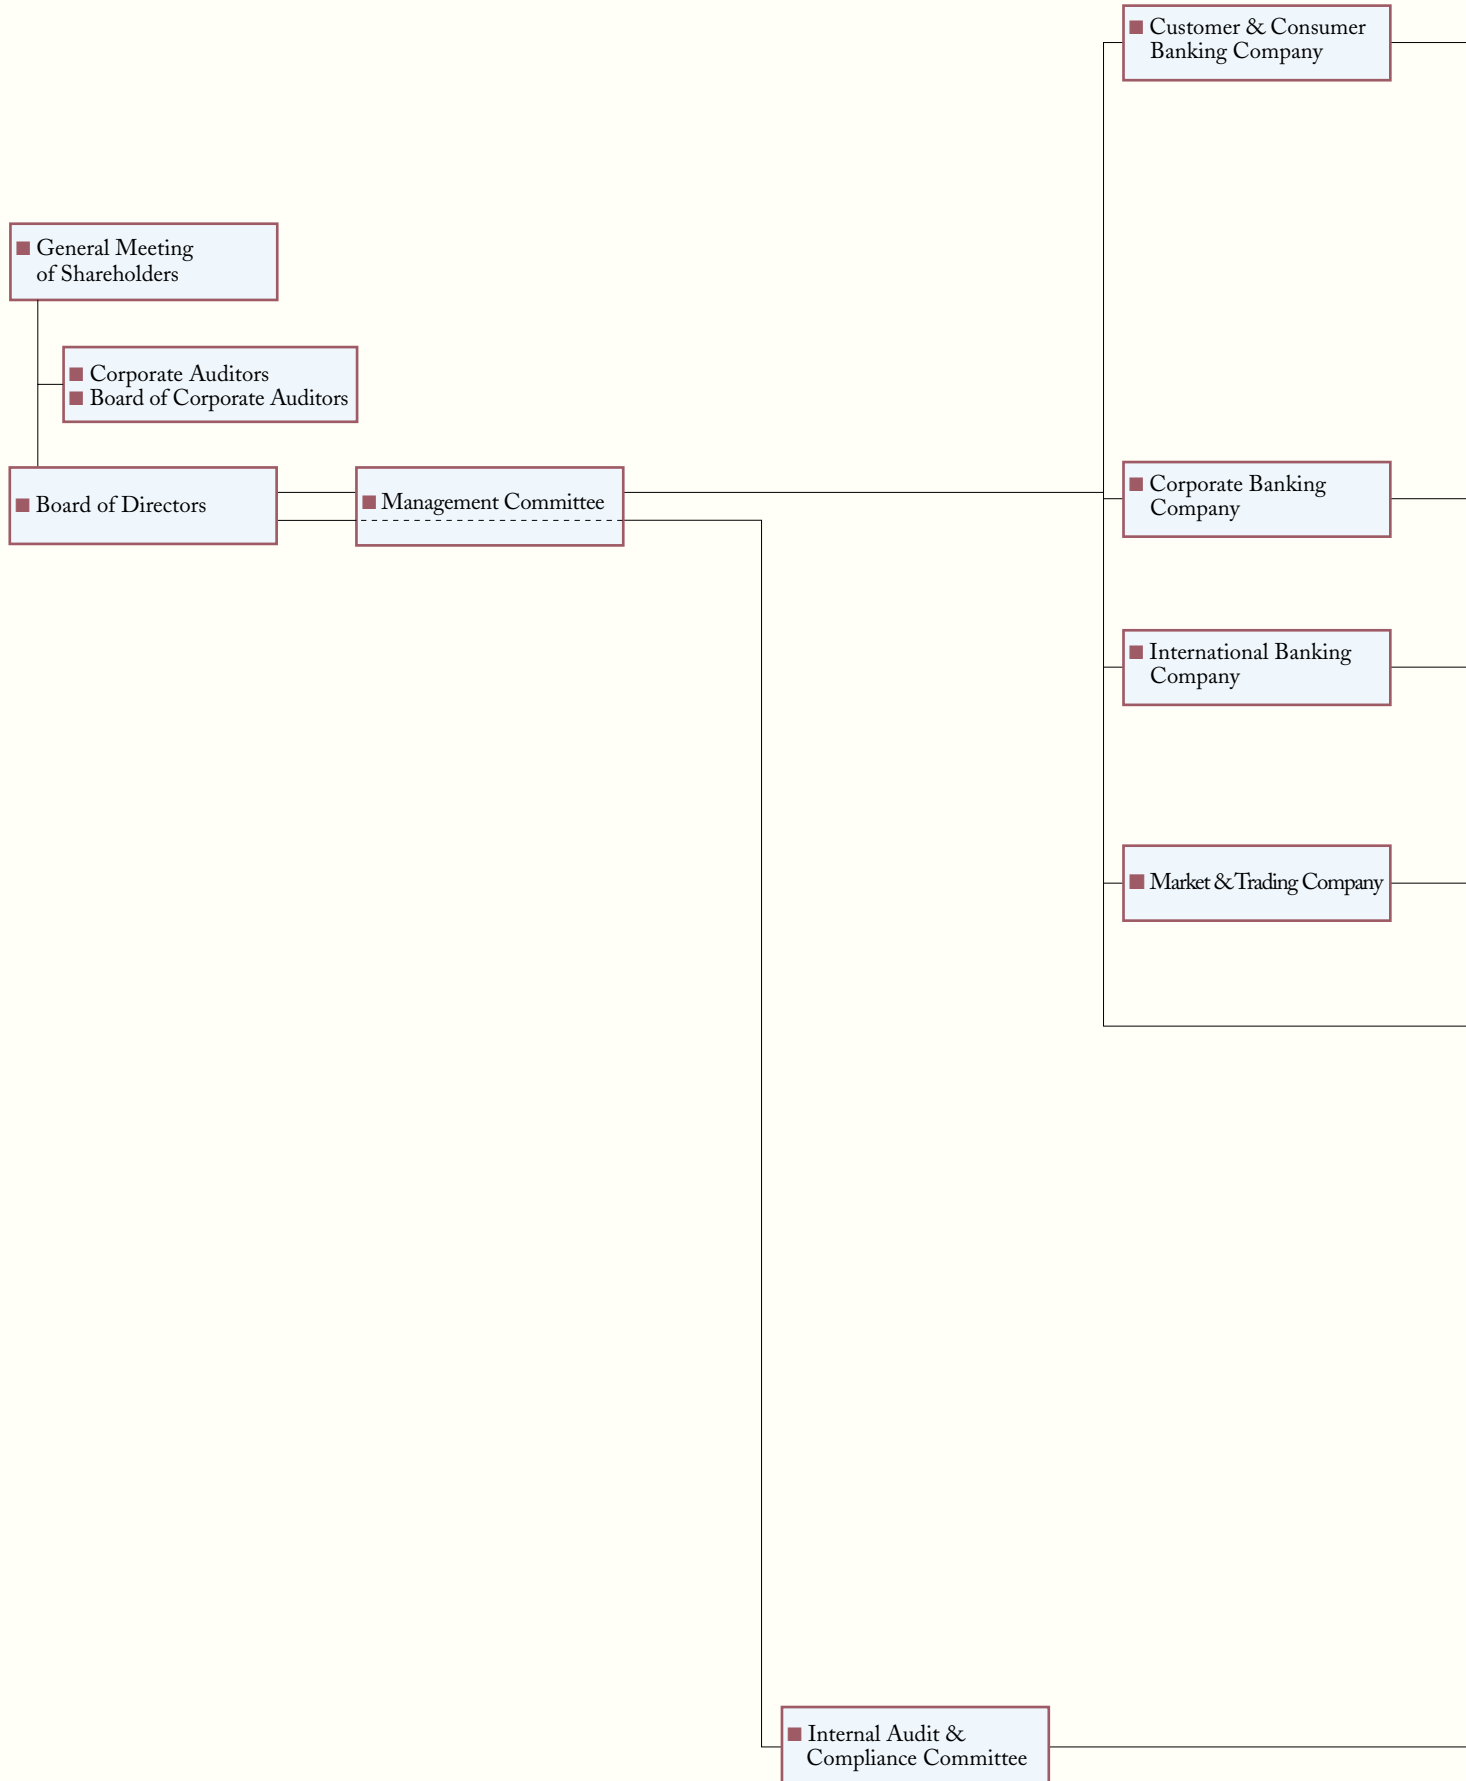 Customer & Consumer
Banking Company
General Meeting
of Shareholders
Corporate Auditors
Board of Corporate Auditors
Board of Directors
Management Committee
Corporate Banking
Company
International Banking
Company
Market & Trading Company
Internal Audit &
Compliance Committee